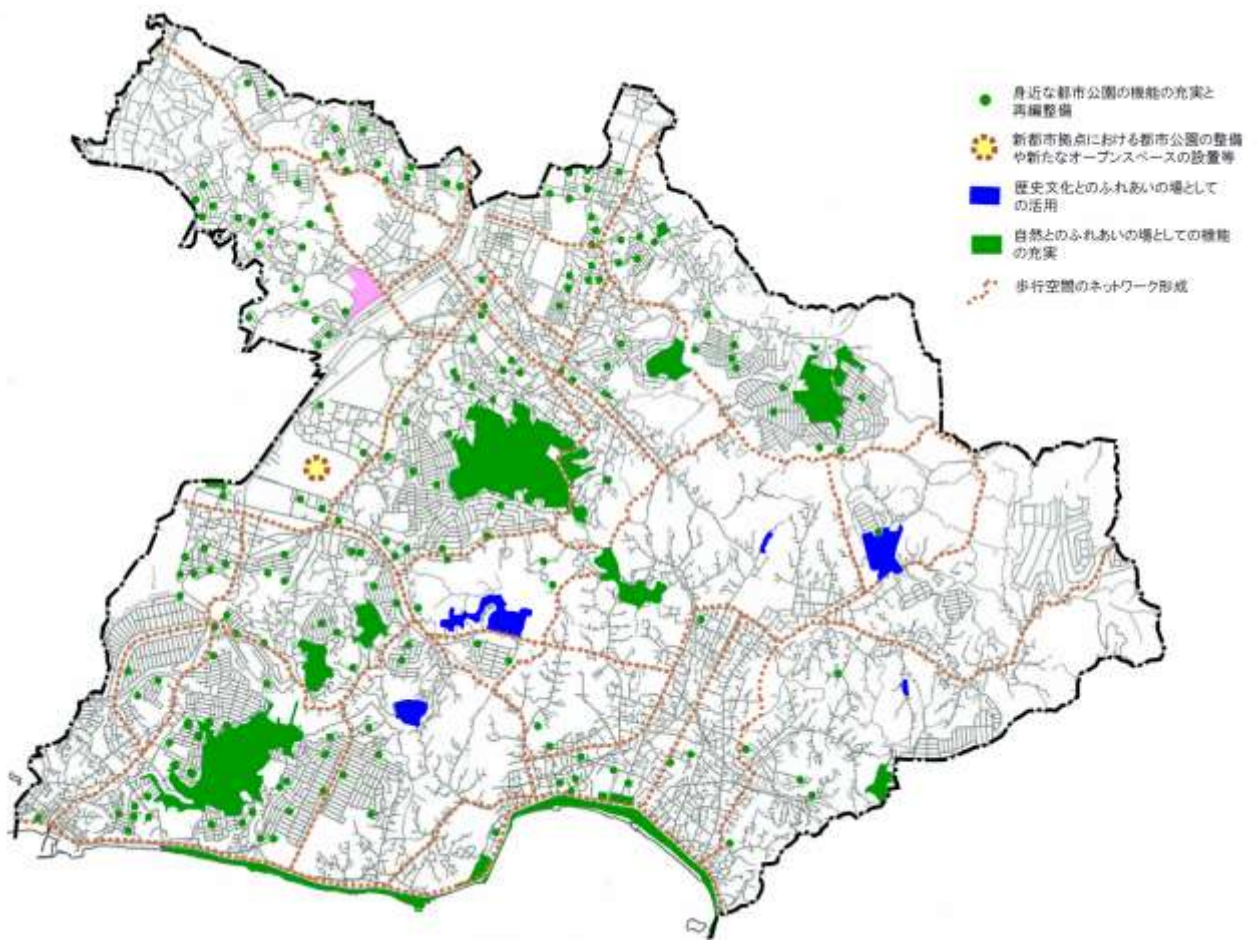 身近な都市公園の機能の充実と
再編整備
新都市拠点における都市公園の整備
や新たなオープンスペースの設置等
歴史文化とのふれあいの場として
の活用
自然とのふれあいの場としての機能
の充実
歩行空間のネットワーク形成